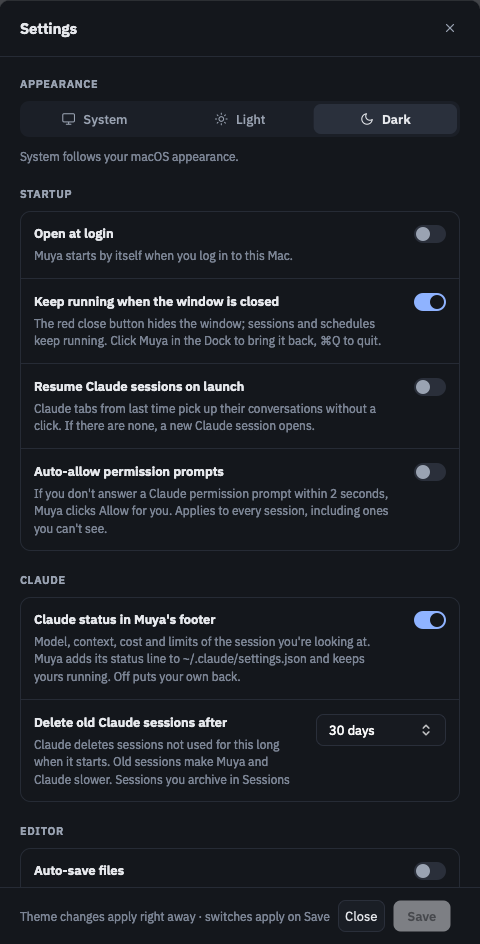 Settings
APPEARANCE
System
Light
Dark
System follows your macOS appearance.
STARTUP
Open at login
Muya starts by itself when you log in to this Mac.
Keep running when the window is closed
The red close button hides the window; sessions and schedules
keep running. Click Muya in the Dock to bring it back, ⌘Q to quit.
Resume Claude sessions on launch
Claude tabs from last time pick up their conversations without a
click. If there are none, a new Claude session opens.
Auto-allow permission prompts
If you don't answer a Claude permission prompt within 2 seconds,
Muya clicks Allow for you. Applies to every session, including ones
you can't see.
CLAUDE
Claude status in Muya's footer
Model, context, cost and limits of the session you're looking at.
Muya adds its status line to ~/.claude/settings.json and keeps
yours running. Off puts your own back.
Delete old Claude sessions after
30 days
Claude deletes sessions not used for this long
when it starts. Old sessions make Muya and
Claude slower. Sessions you archive in Sessions
EDITOR
Auto-save files
Theme changes apply right away · switches apply on Save
Close
Save